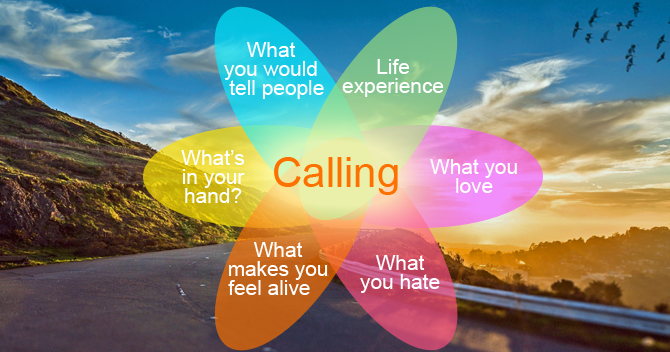 What
you would
tell people
Life
experience
What's
in your
hand?
Calling
What you
love
What
makes you
feel alive
What
you hate